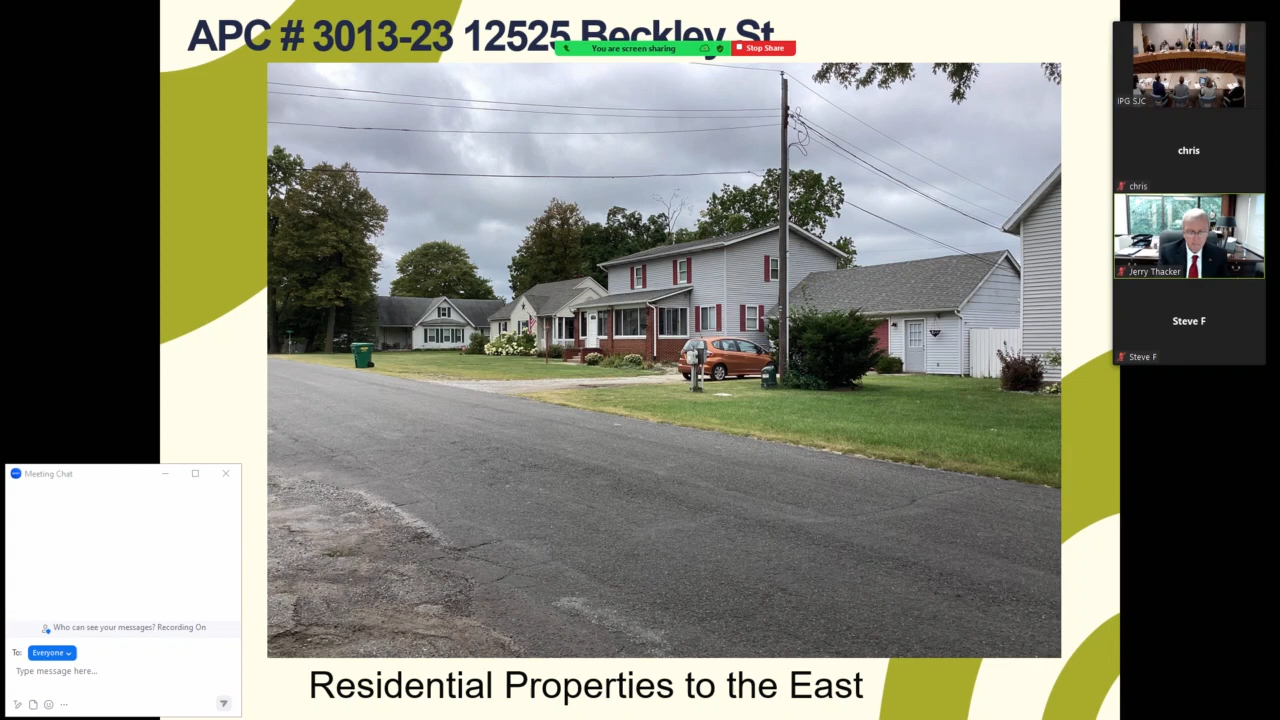 APC # 3013-23 12525 Beckley St
You are screen sharing
Stop Share
IPG SJC
chris
chris
Jerry Thacker
Steve F
Steve F
Meeting Chat
Who can see your messages? Recording On
To: Everyone
Type message here...
Residential Properties to the East